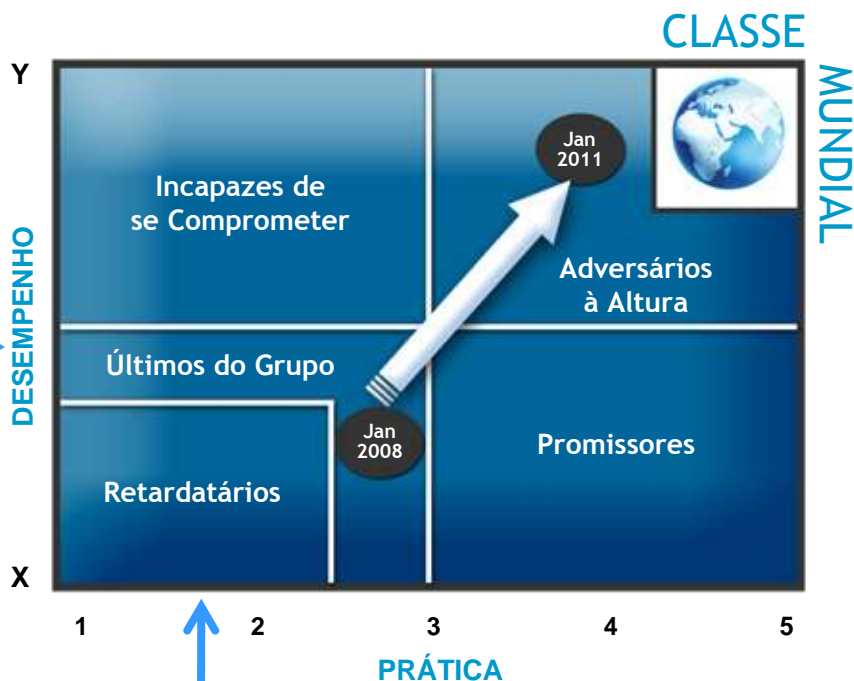 CLASSE
MUNDIAL
Y
Jan
2011
Incapazes de
se Comprometer
Adversários
à Altura
DESEMPENHO
Últimos do Grupo
Jan
2008
Promissores
Retardatários
X
1 2 3 4 5
PRÁTICA